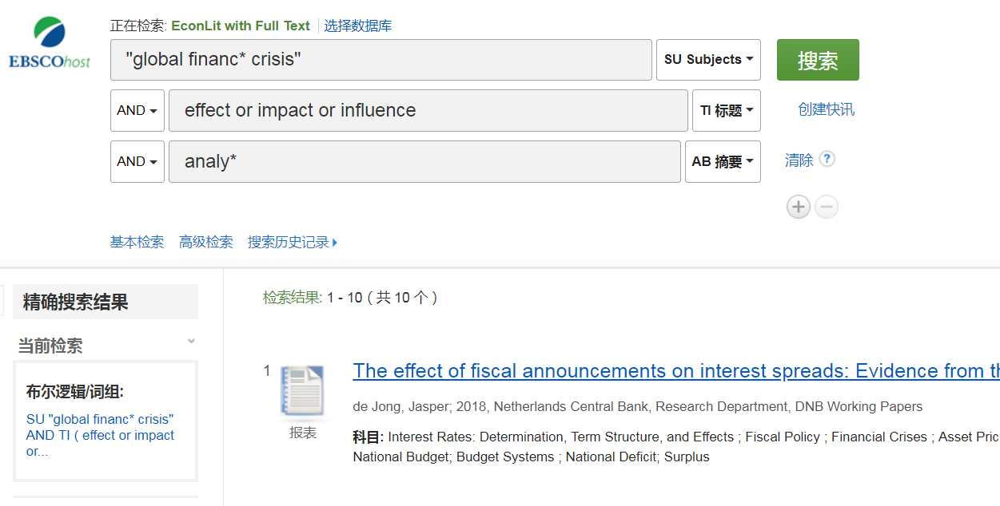 正在检索: EconLit with Full Text 选择数据库
EBSCOhost
"global financ* crisis" SU Subjects 搜索
AND effect or impact or influence TI 标题 创建快讯
AND analy* AB 摘要 清除 ?
基本检索 高级检索 搜索历史记录
精确搜索结果
检索结果: 1 - 10 ( 共 10 个 )
当前检索
布尔逻辑/词组:
SU "global financ* crisis"
AND TI ( effect or impact
or...
1. The effect of fiscal announcements on interest spreads: Evidence from th
de Jong, Jasper; 2018, Netherlands Central Bank, Research Department, DNB Working Papers
报表
科目: Interest Rates: Determination, Term Structure, and Effects ; Fiscal Policy ; Financial Crises ; Asset Pric
National Budget; Budget Systems ; National Deficit; Surplus